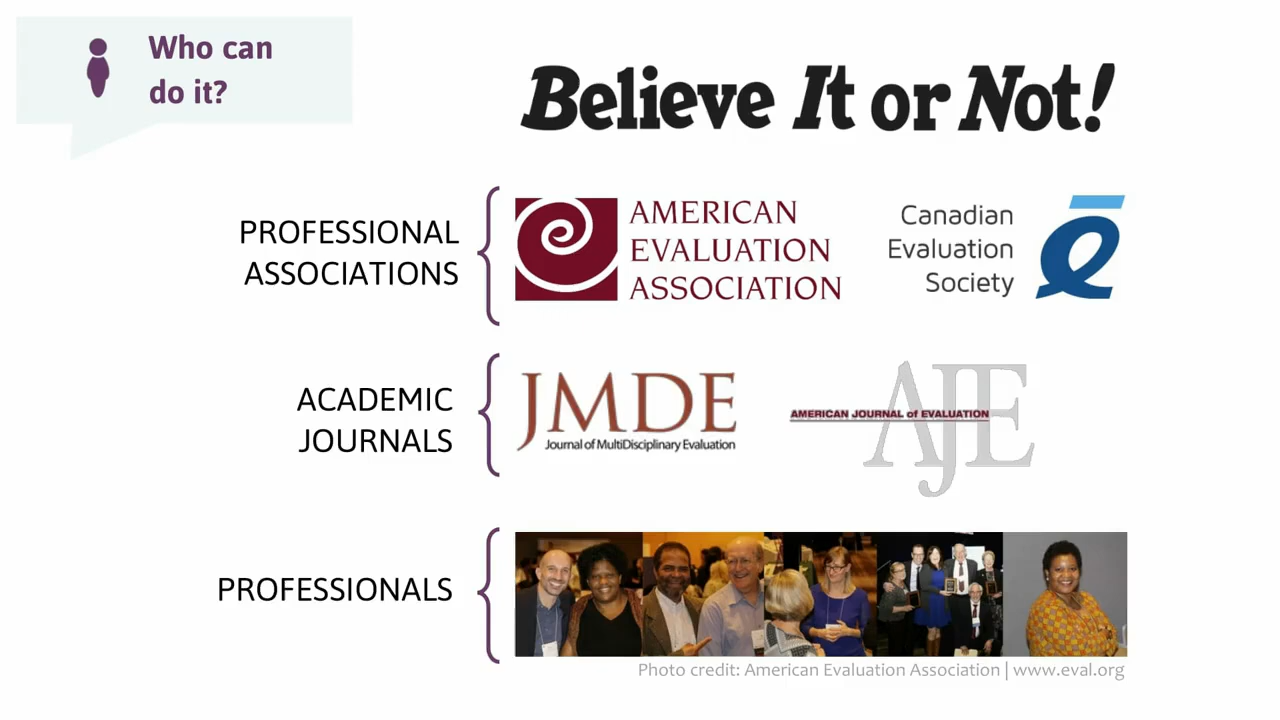 Who can
do it?
Believe It or Not!
PROFESSIONAL
ASSOCIATIONS
AMERICAN
EVALUATION
ASSOCIATION
Canadian
Evaluation
Society
ACADEMIC
JOURNALS
JMDE
Journal of MultiDisciplinary Evaluation
AJE
AMERICAN JOURNAL of EVALUATION
PROFESSIONALS
Photo credit: American Evaluation Association | www.eval.org